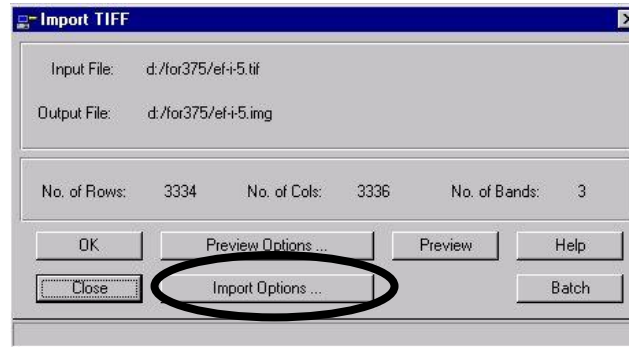 Import TIFF
Input File: d:/for375/ef-i-5.tif
Output File: d:/for375/ef-i-5.img
No. of Rows: 3334 No. of Cols: 3336 No. of Bands: 3
OK Preview Options ... Preview Help
Close Import Options ... Batch